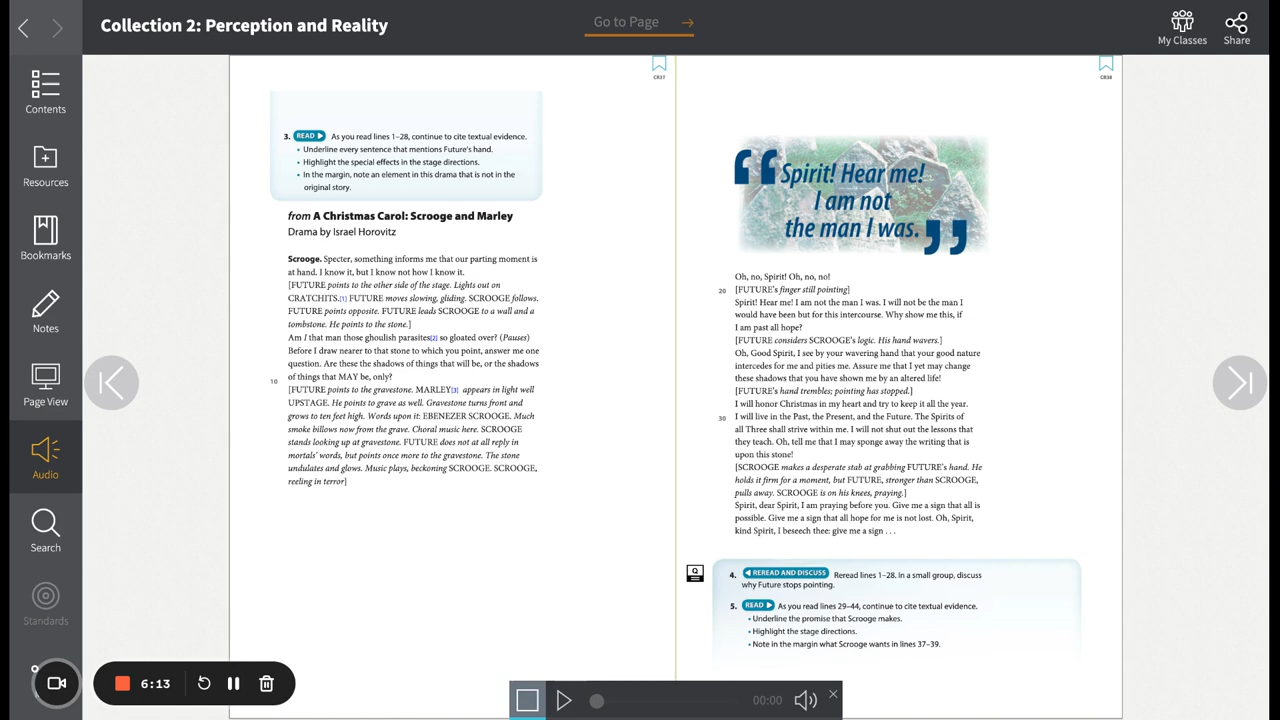 Collection 2: Perception and Reality
Go to Page
My Classes
Share
Contents
Resources
Bookmarks
Notes
Page View
Audio
Search
Standards
CR37
3. READ As you read lines 1–28, continue to cite textual evidence.
• Underline every sentence that mentions Future's hand.
• Highlight the special effects in the stage directions.
• In the margin, note an element in this drama that is not in the
original story.
from A Christmas Carol: Scrooge and Marley
Drama by Israel Horovitz
Scrooge. Specter, something informs me that our parting moment is
at hand. I know it, but I know not how I know it.
[FUTURE points to the other side of the stage. Lights out on
CRATCHITS.[1] FUTURE moves slowing, gliding. SCROOGE follows.
FUTURE points opposite. FUTURE leads SCROOGE to a wall and a
tombstone. He points to the stone.]
Am I that man those ghoulish parasites[2] so gloated over? (Pauses)
Before I draw nearer to that stone to which you point, answer me one
question. Are these the shadows of things that will be, or the shadows
10 of things that MAY be, only?
[FUTURE points to the gravestone. MARLEY[3] appears in light well
UPSTAGE. He points to grave as well. Gravestone turns front and
grows to ten feet high. Words upon it: EBENEZER SCROOGE. Much
smoke billows now from the grave. Choral music here. SCROOGE
stands looking up at gravestone. FUTURE does not at all reply in
mortals' words, but points once more to the gravestone. The stone
undulates and glows. Music plays, beckoning SCROOGE. SCROOGE,
reeling in terror]
CR38
“Spirit! Hear me!
I am not
the man I was.”
Oh, no, Spirit! Oh, no, no!
20 [FUTURE's finger still pointing]
Spirit! Hear me! I am not the man I was. I will not be the man I
would have been but for this intercourse. Why show me this, if
I am past all hope?
[FUTURE considers SCROOGE's logic. His hand wavers.]
Oh, Good Spirit, I see by your wavering hand that your good nature
intercedes for me and pities me. Assure me that I yet may change
these shadows that you have shown me by an altered life!
[FUTURE's hand trembles; pointing has stopped.]
I will honor Christmas in my heart and try to keep it all the year.
30 I will live in the Past, the Present, and the Future. The Spirits of
all Three shall strive within me. I will not shut out the lessons that
they teach. Oh, tell me that I may sponge away the writing that is
upon this stone!
[SCROOGE makes a desperate stab at grabbing FUTURE's hand. He
holds it firm for a moment, but FUTURE, stronger than SCROOGE,
pulls away. SCROOGE is on his knees, praying.]
Spirit, dear Spirit, I am praying before you. Give me a sign that all is
possible. Give me a sign that all hope for me is not lost. Oh, Spirit,
kind Spirit, I beseech thee: give me a sign . . .
Q
4. REREAD AND DISCUSS Reread lines 1–28. In a small group, discuss
why Future stops pointing.
5. READ As you read lines 29–44, continue to cite textual evidence.
• Underline the promise that Scrooge makes.
• Highlight the stage directions.
• Note in the margin what Scrooge wants in lines 37–39.
6:13
00:00